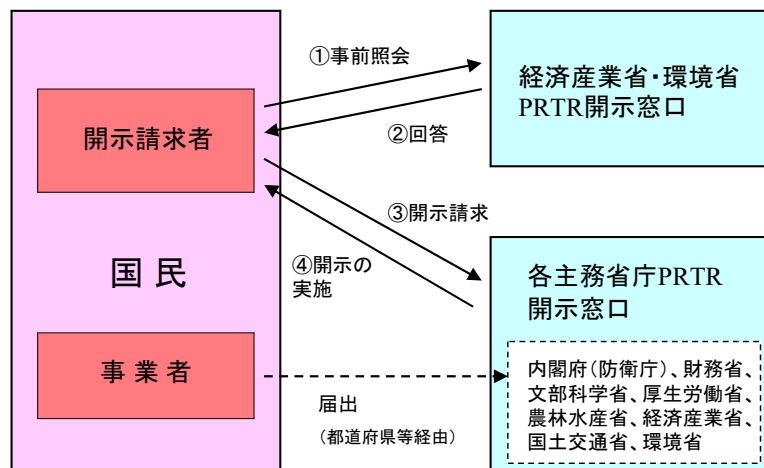 ①事前照会
経済産業省・環境省
PRTR開示窓口
開示請求者
②回答
③開示請求
国 民
④開示の
実施
各主務省庁PRTR
開示窓口
事 業 者
届出
（都道府県等経由）
内閣府（防衛庁）、財務省、
文部科学省、厚生労働省、
農林水産省、経済産業省、
国土交通省、環境省